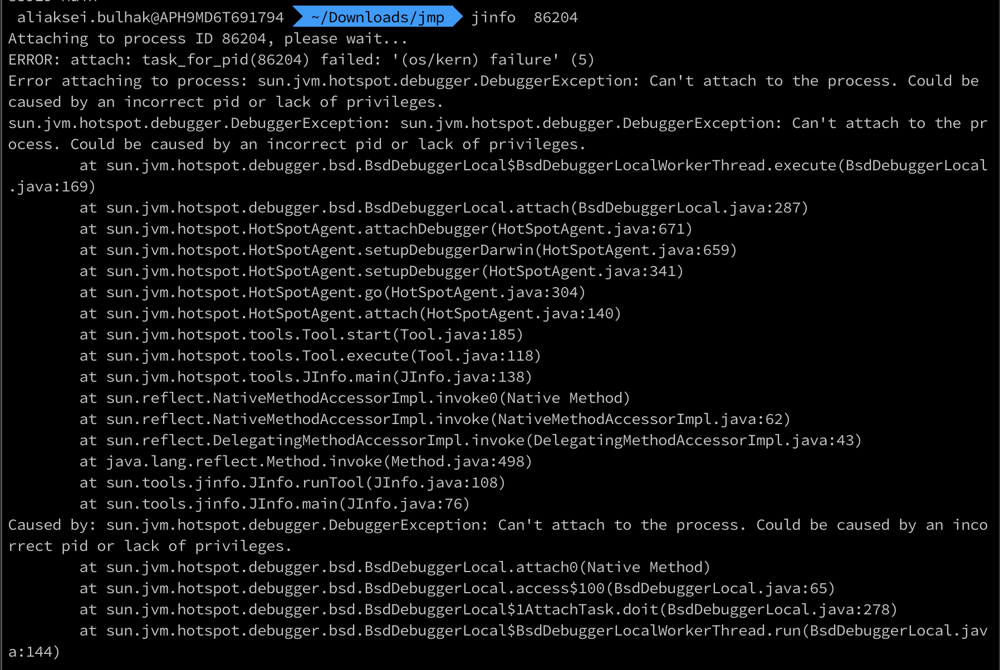 aliaksei.bulhak@APH9MD6T691794 ~/Downloads/jmp jinfo  86204
Attaching to process ID 86204, please wait...
ERROR: attach: task_for_pid(86204) failed: '(os/kern) failure' (5)
Error attaching to process: sun.jvm.hotspot.debugger.DebuggerException: Can't attach to the process. Could be
caused by an incorrect pid or lack of privileges.
sun.jvm.hotspot.debugger.DebuggerException: sun.jvm.hotspot.debugger.DebuggerException: Can't attach to the pr
ocess. Could be caused by an incorrect pid or lack of privileges.
at sun.jvm.hotspot.debugger.bsd.BsdDebuggerLocal$BsdDebuggerLocalWorkerThread.execute(BsdDebuggerLocal
.java:169)
at sun.jvm.hotspot.debugger.bsd.BsdDebuggerLocal.attach(BsdDebuggerLocal.java:287)
at sun.jvm.hotspot.HotSpotAgent.attachDebugger(HotSpotAgent.java:671)
at sun.jvm.hotspot.HotSpotAgent.setupDebuggerDarwin(HotSpotAgent.java:659)
at sun.jvm.hotspot.HotSpotAgent.setupDebugger(HotSpotAgent.java:341)
at sun.jvm.hotspot.HotSpotAgent.go(HotSpotAgent.java:304)
at sun.jvm.hotspot.HotSpotAgent.attach(HotSpotAgent.java:140)
at sun.jvm.hotspot.tools.Tool.start(Tool.java:185)
at sun.jvm.hotspot.tools.Tool.execute(Tool.java:118)
at sun.jvm.hotspot.tools.JInfo.main(JInfo.java:138)
at sun.reflect.NativeMethodAccessorImpl.invoke0(Native Method)
at sun.reflect.NativeMethodAccessorImpl.invoke(NativeMethodAccessorImpl.java:62)
at sun.reflect.DelegatingMethodAccessorImpl.invoke(DelegatingMethodAccessorImpl.java:43)
at java.lang.reflect.Method.invoke(Method.java:498)
at sun.tools.jinfo.JInfo.runTool(JInfo.java:108)
at sun.tools.jinfo.JInfo.main(JInfo.java:76)
Caused by: sun.jvm.hotspot.debugger.DebuggerException: Can't attach to the process. Could be caused by an inco
rrect pid or lack of privileges.
at sun.jvm.hotspot.debugger.bsd.BsdDebuggerLocal.attach0(Native Method)
at sun.jvm.hotspot.debugger.bsd.BsdDebuggerLocal.access$100(BsdDebuggerLocal.java:65)
at sun.jvm.hotspot.debugger.bsd.BsdDebuggerLocal$1AttachTask.doit(BsdDebuggerLocal.java:278)
at sun.jvm.hotspot.debugger.bsd.BsdDebuggerLocal$BsdDebuggerLocalWorkerThread.run(BsdDebuggerLocal.jav
a:144)